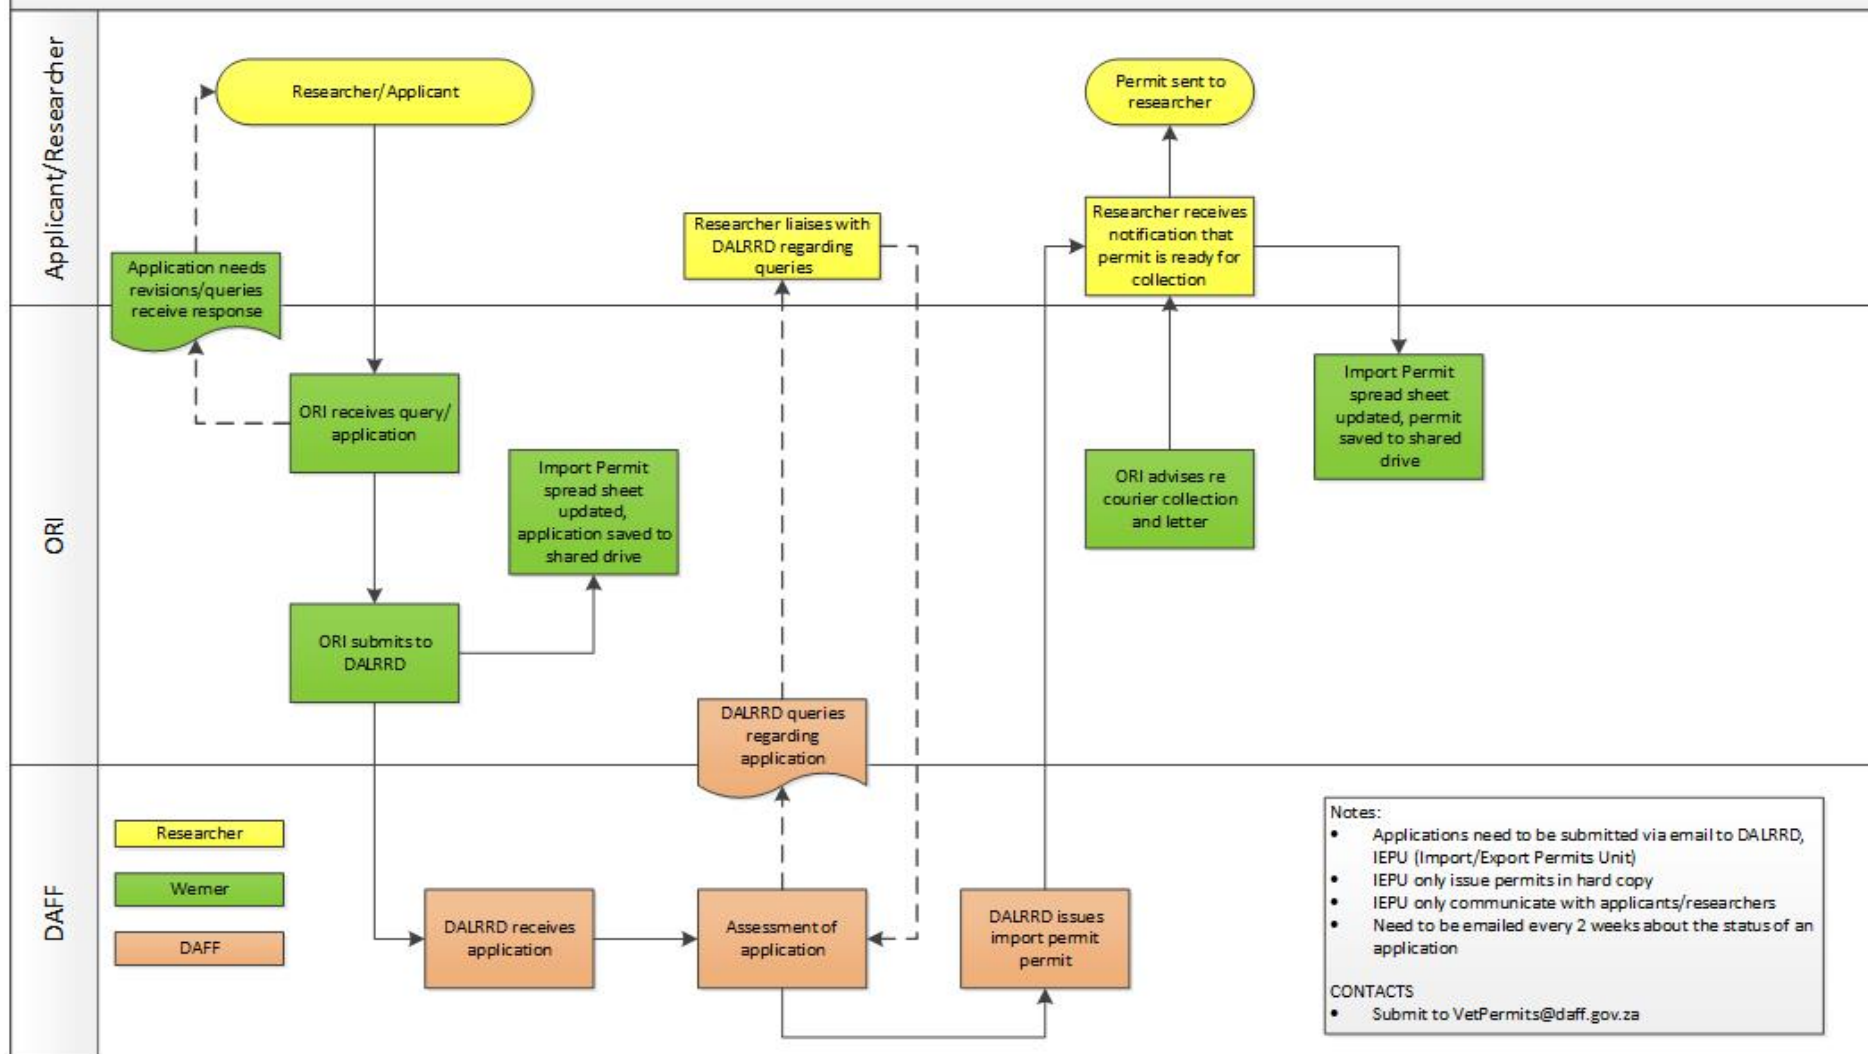 Applicant/Researcher
Researcher/Applicant
Permit sent to
researcher
Researcher liaises with
DALRRD regarding
queries
Researcher receives
notification that
permit is ready for
collection
Application needs
revisions/queries
receive response
ORI
ORI receives query/
application
Import Permit
spread sheet
updated,
application saved to
shared drive
ORI submits to
DALRRD
ORI advises re
courier collection
and letter
Import Permit
spread sheet
updated, permit
saved to shared
drive
DALRRD queries
regarding
application
DAFF
Researcher
Werner
DAFF
DALRRD receives
application
Assessment of
application
DALRRD issues
import permit
permit
Notes:
• Applications need to be submitted via email to DALRRD,
IEPU (Import/Export Permits Unit)
• IEPU only issue permits in hard copy
• IEPU only communicate with applicants/researchers
• Need to be emailed every 2 weeks about the status of an
application
CONTACTS
• Submit to VetPermits@daff.gov.za